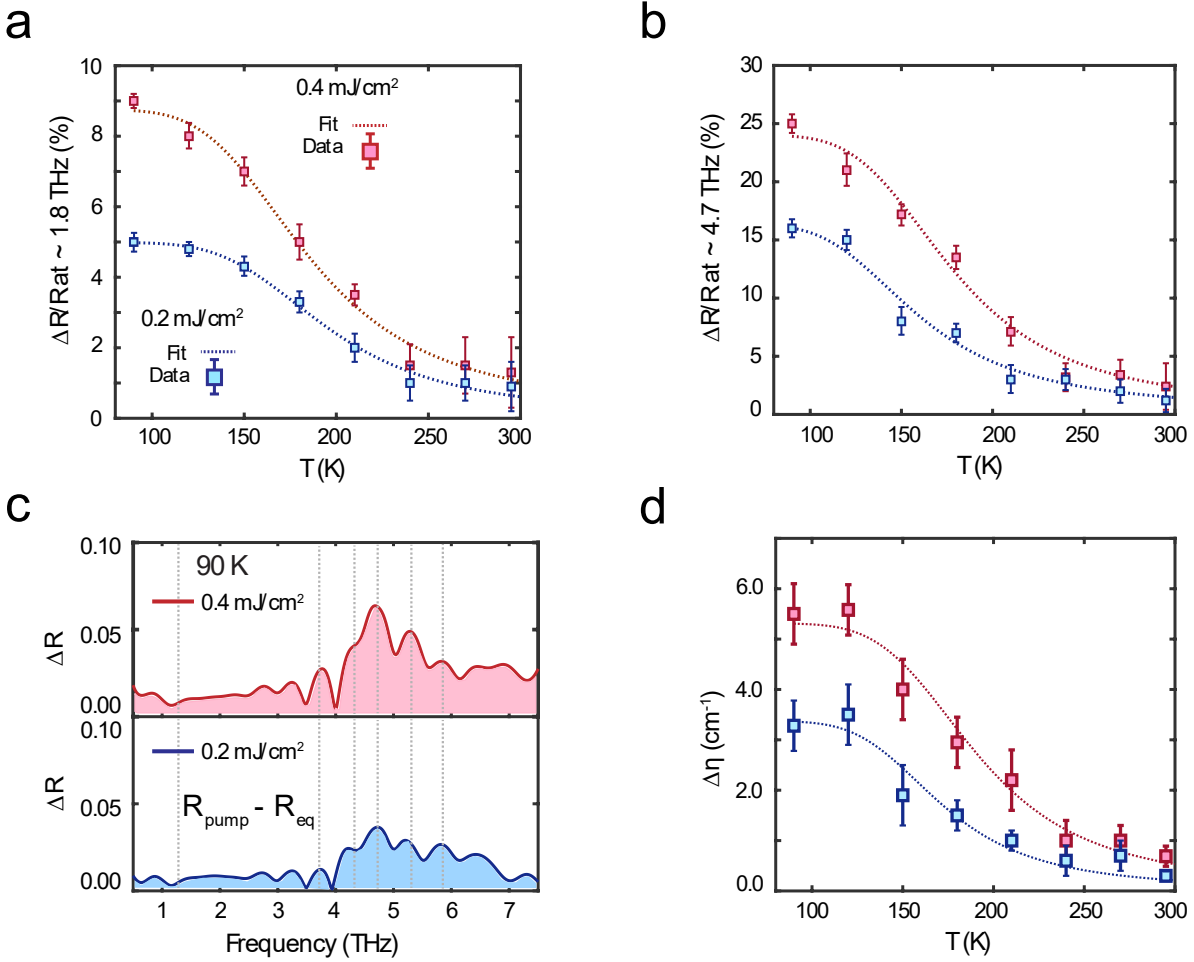 a
ΔR/Rat ~ 1.8 THz (%)
10
8
6
4
2
0
0.4 mJ/cm²
Fit
Data
0.2 mJ/cm²
Fit
Data
100 150 200 250 300
T (K)
b
ΔR/Rat ~ 4.7 THz (%)
30
25
20
15
10
5
0
100 150 200 250 300
T (K)
c
ΔR
0.10
0.05
0.00
90 K
0.4 mJ/cm²
ΔR
0.10
0.05
0.00
0.2 mJ/cm²
R_pump - R_eq
1 2 3 4 5 6 7
Frequency (THz)
d
Δη (cm⁻¹)
6.0
4.0
2.0
0.0
100 150 200 250 300
T (K)